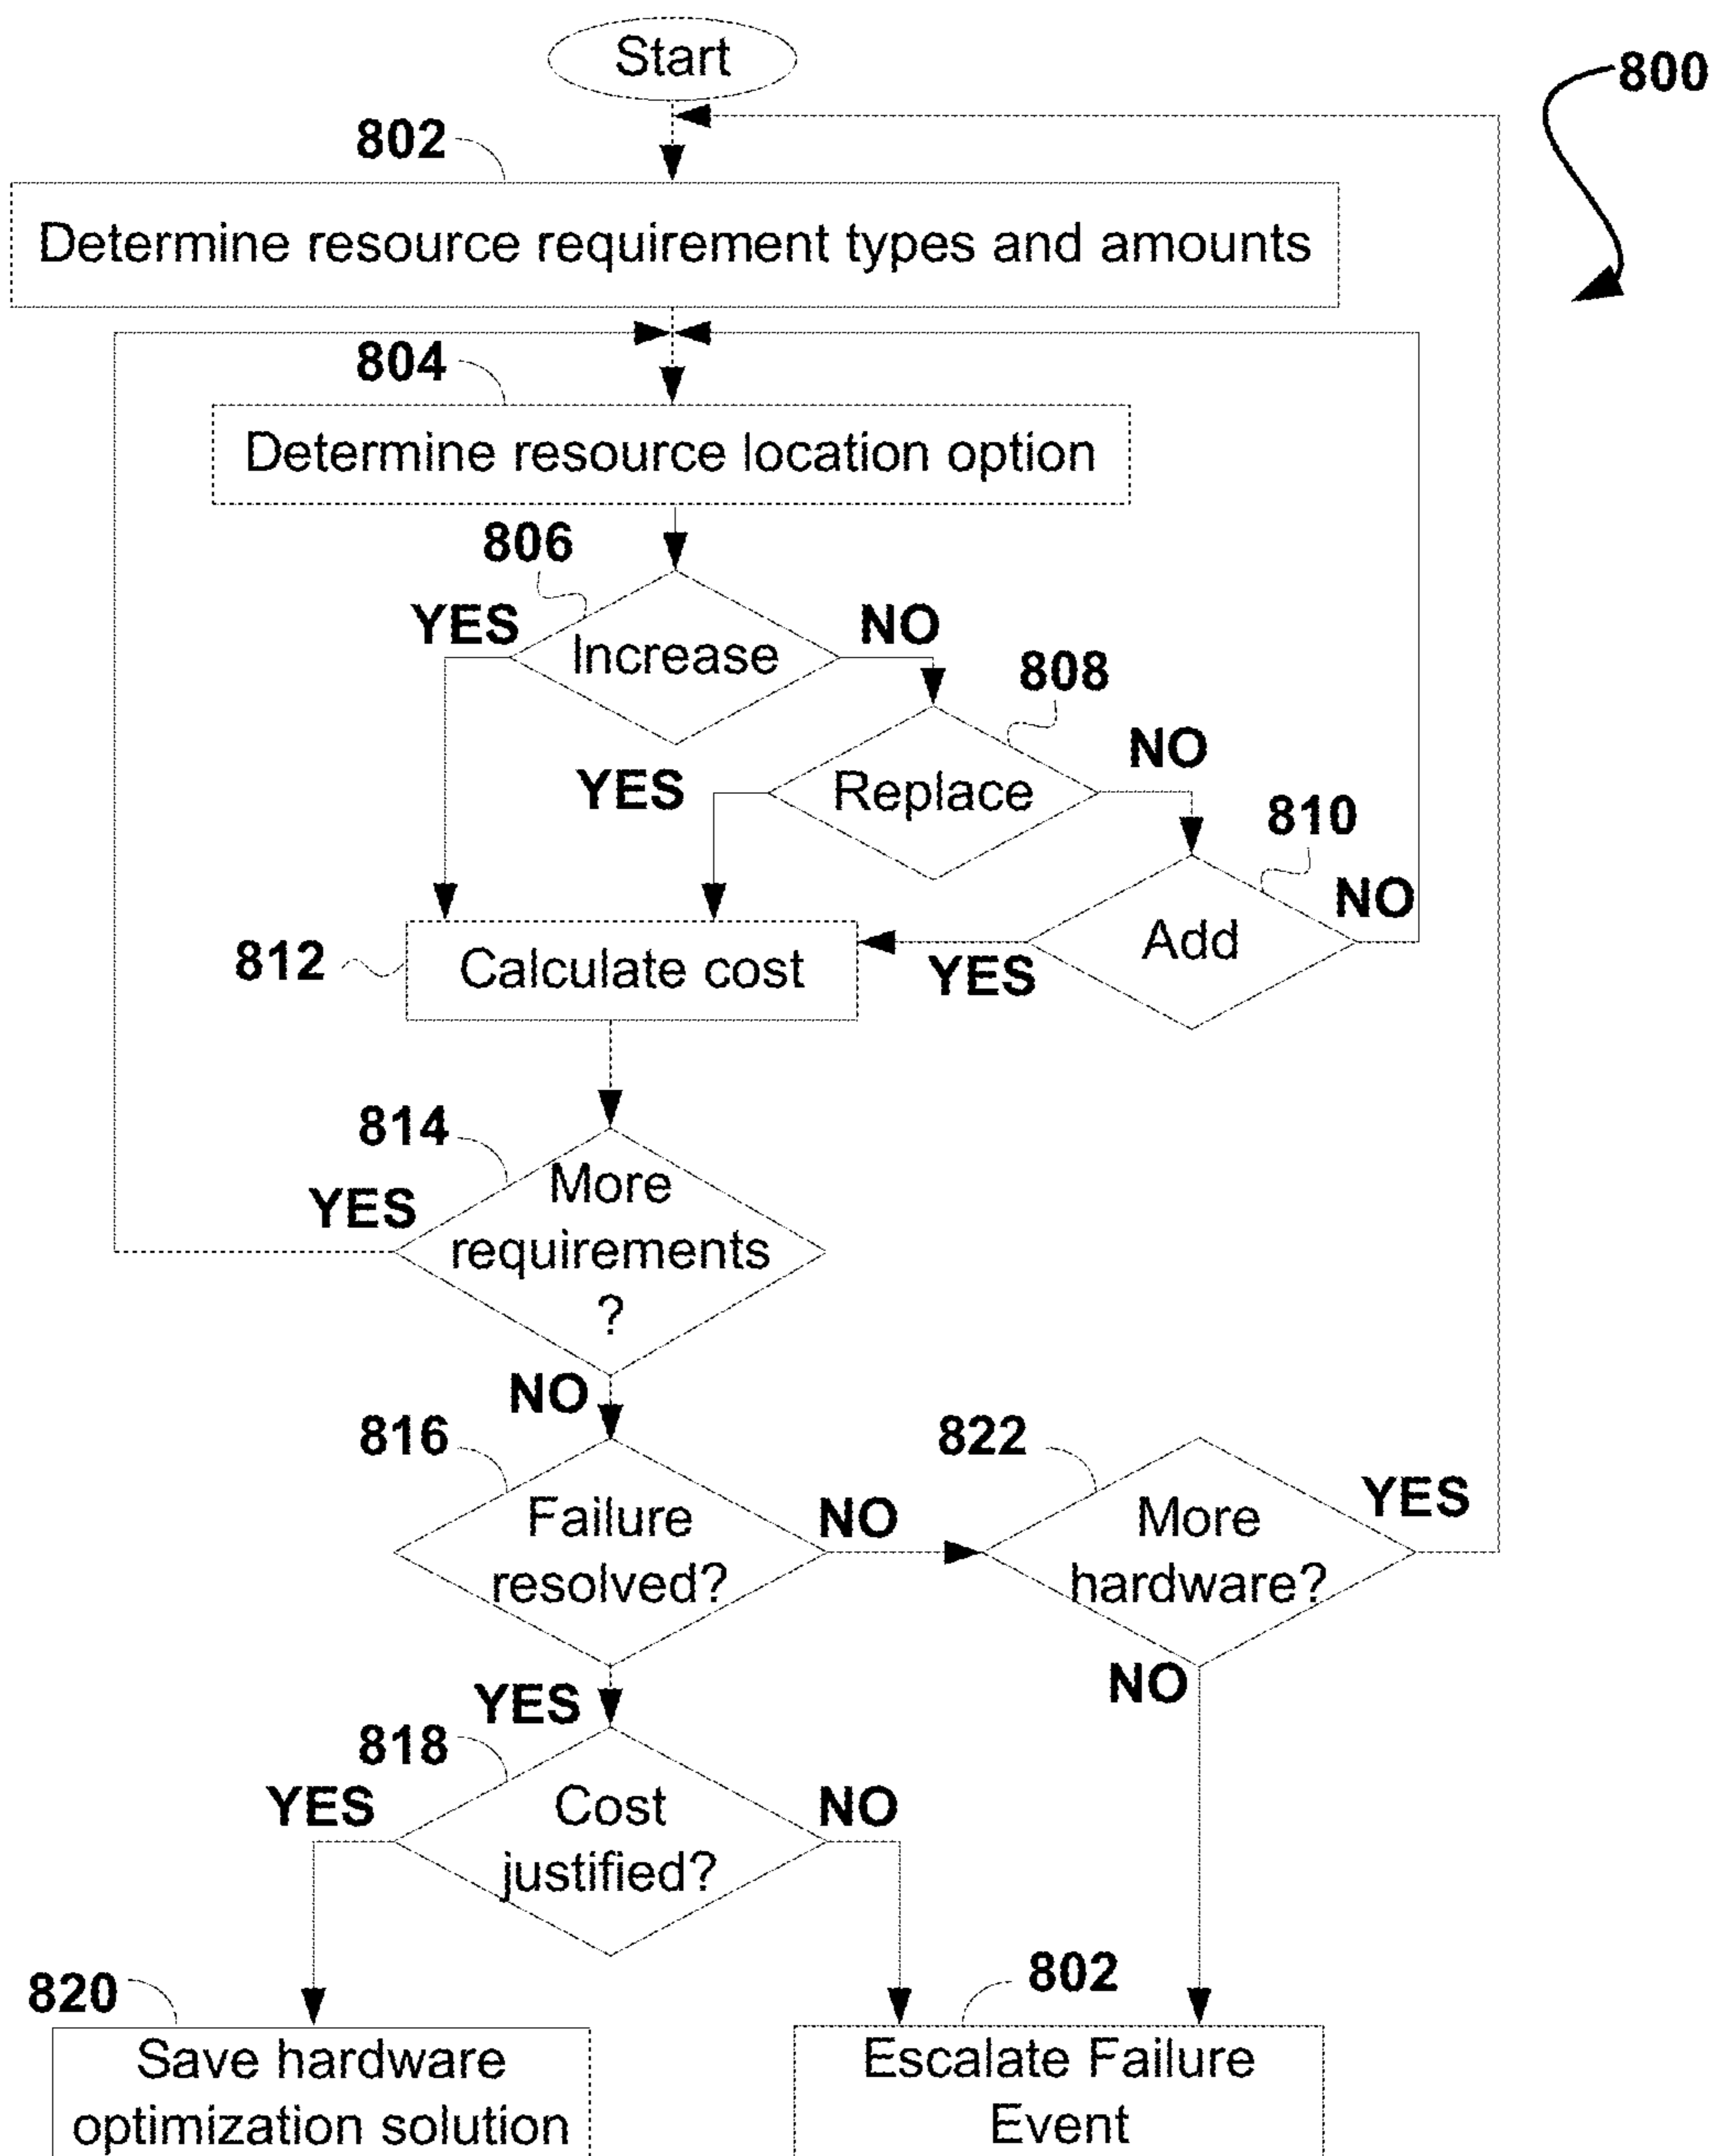 Start
800
802
Determine resource requirement types and amounts
804
Determine resource location option
806
YES
NO
Increase
808
YES
NO
Replace
810
NO
Add
YES
812
Calculate cost
814
YES
More
requirements
?
NO
816
822
Failure
resolved?
NO
More
hardware?
YES
YES
NO
818
YES
Cost
justified?
NO
820
802
Save hardware
optimization solution
Escalate Failure
Event